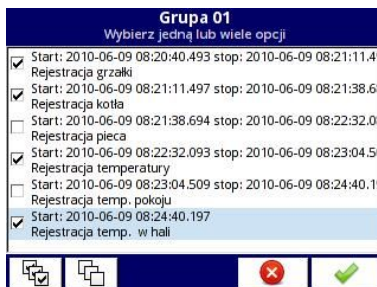 Grupa 01
Wybierz jedną lub wiele opcji
Start: 2010-06-09 08:20:40.493 stop: 2010-06-09 08:21:11.4
Rejestracja grzałki
Start: 2010-06-09 08:21:11.497 stop: 2010-06-09 08:21:38.6
Rejestracja kotła
Start: 2010-06-09 08:21:38.694 stop: 2010-06-09 08:22:32.0
Rejestracja pieca
Start: 2010-06-09 08:22:32.093 stop: 2010-06-09 08:23:04.5
Rejestracja temperatury
Start: 2010-06-09 08:23:04.509 stop: 2010-06-09 08:24:40.1
Rejestracja temp. pokoju
Start: 2010-06-09 08:24:40.197
Rejestracja temp. w hali